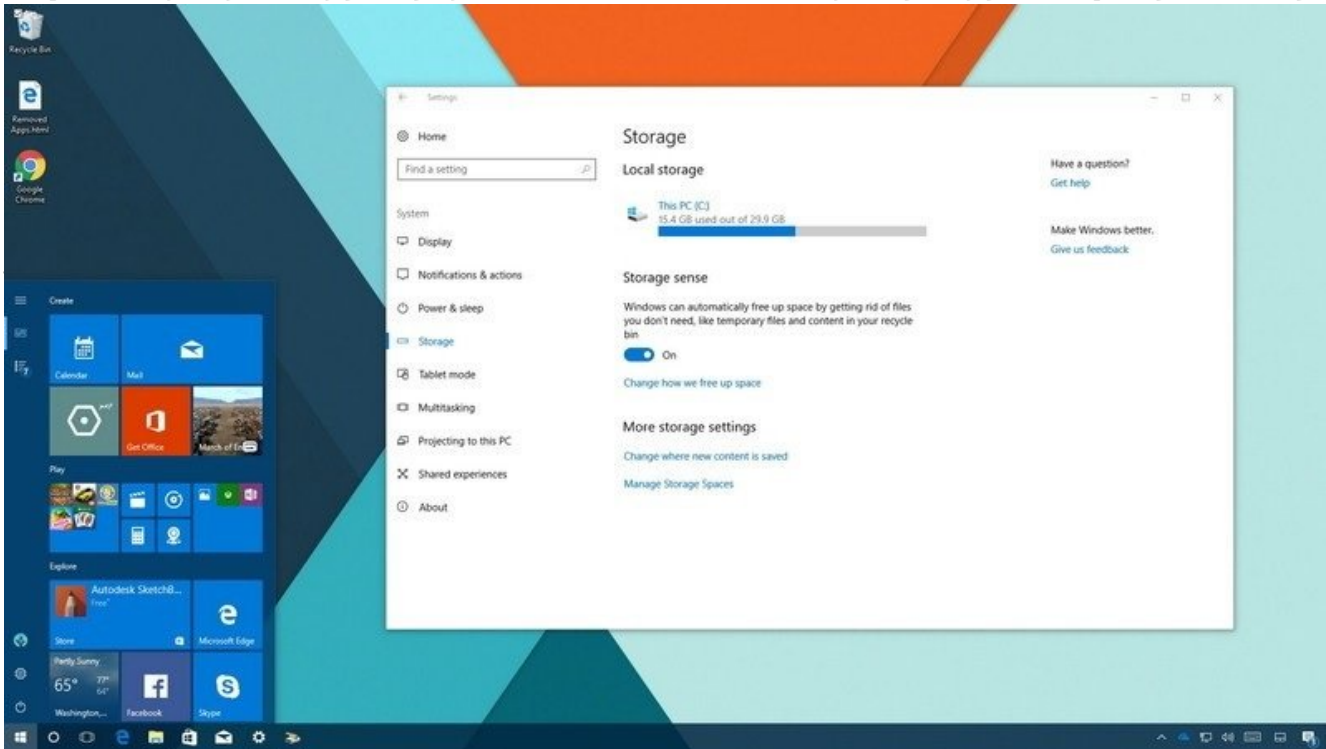 Recycle Bin
Removed
Apps.html
Google
Chrome
Settings
Home
Find a setting
System
Display
Notifications & actions
Power & sleep
Storage
Tablet mode
Multitasking
Projecting to this PC
Shared experiences
About
Storage
Local storage
This PC (C:)
15.4 GB used out of 29.9 GB
Storage sense
Windows can automatically free up space by getting rid of files
you don't need, like temporary files and content in your recycle
bin
On
Change how we free up space
More storage settings
Change where new content is saved
Manage Storage Spaces
Have a question?
Get help
Make Windows better.
Give us feedback
Create
Calendar
Mail
Get Office
March of Em
Play
Explore
Autodesk SketchB...
Free*
Store
Microsoft Edge
Partly Sunny
65° 77°
64°
Washington,...
Facebook
Skype